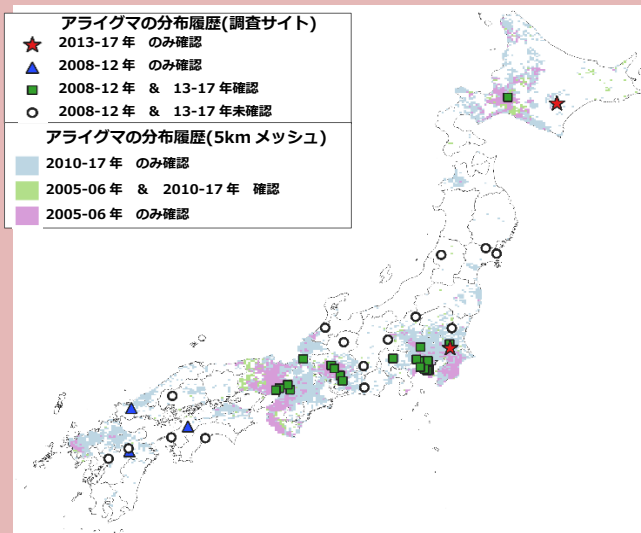 アライグマの分布履歴(調査サイト)
2013-17 年 のみ確認
2008-12 年 のみ確認
2008-12 年 & 13-17 年確認
2008-12 年 & 13-17 年未確認
アライグマの分布履歴(5km メッシュ)
2010-17 年 のみ確認
2005-06 年 & 2010-17 年 確認
2005-06 年 のみ確認